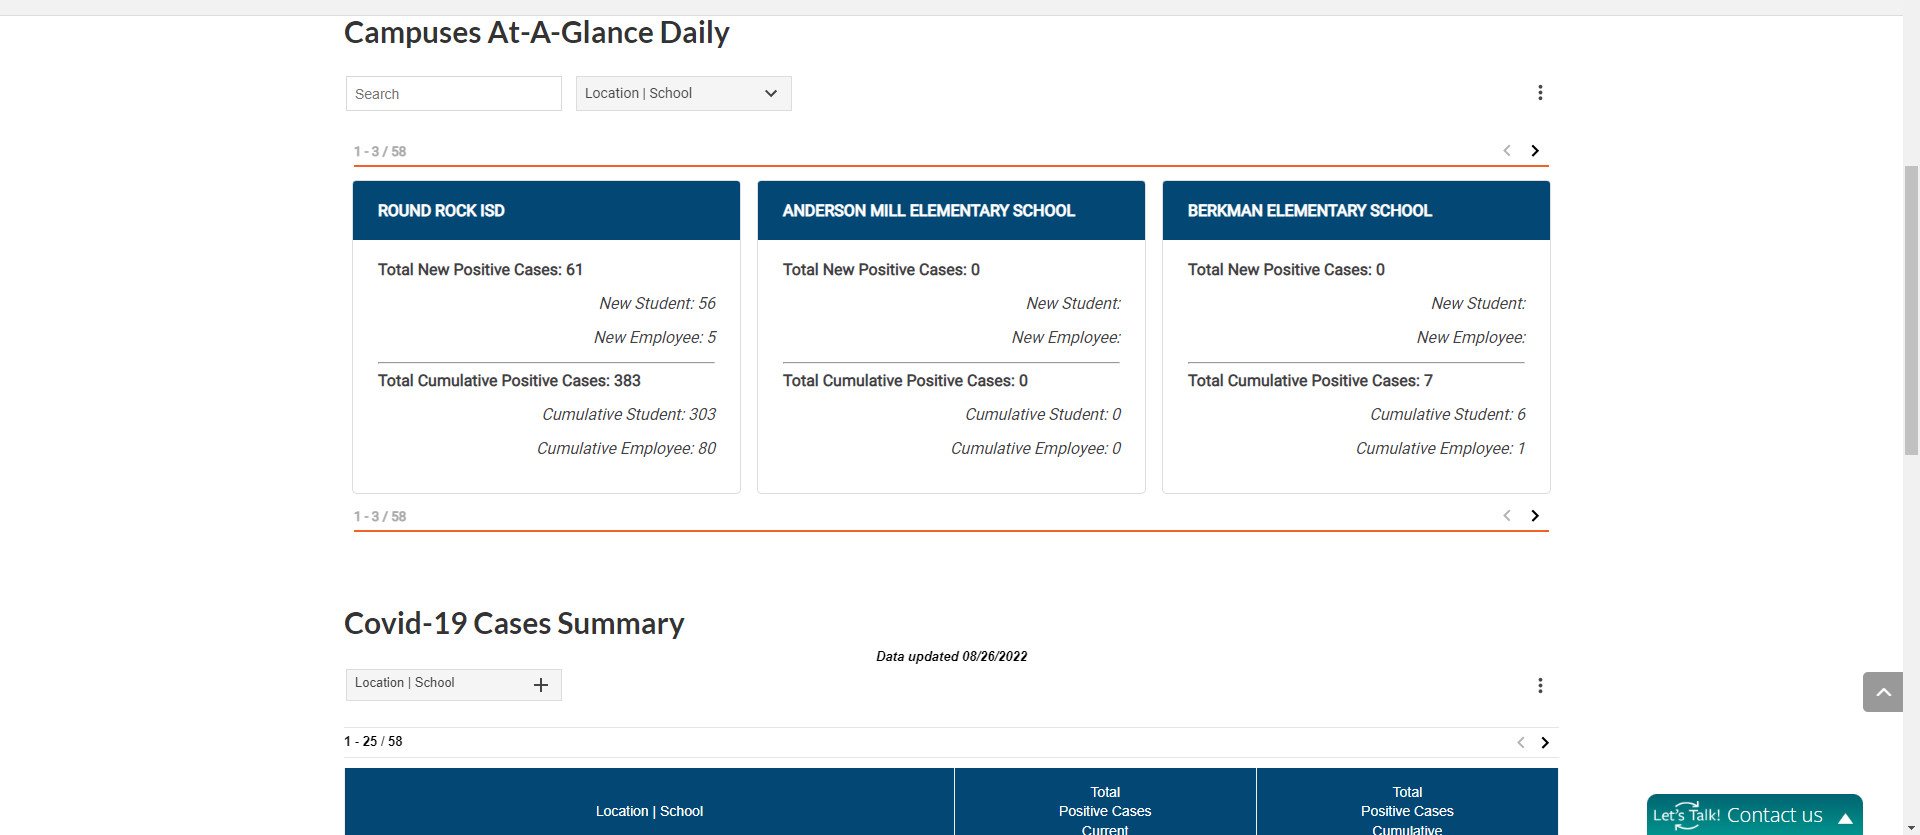 Campuses At-A-Glance Daily
Search
Location | School
1 - 3 / 58
ROUND ROCK ISD
Total New Positive Cases: 61
New Student: 56
New Employee: 5
Total Cumulative Positive Cases: 383
Cumulative Student: 303
Cumulative Employee: 80
ANDERSON MILL ELEMENTARY SCHOOL
Total New Positive Cases: 0
New Student:
New Employee:
Total Cumulative Positive Cases: 0
Cumulative Student: 0
Cumulative Employee: 0
BERKMAN ELEMENTARY SCHOOL
Total New Positive Cases: 0
New Student:
New Employee:
Total Cumulative Positive Cases: 7
Cumulative Student: 6
Cumulative Employee: 1
1 - 3 / 58
Covid-19 Cases Summary
Data updated 08/26/2022
Location | School
1 - 25 / 58
Location | School
Total
Positive Cases
Current
Total
Positive Cases
Cumulative
Let's Talk! Contact us